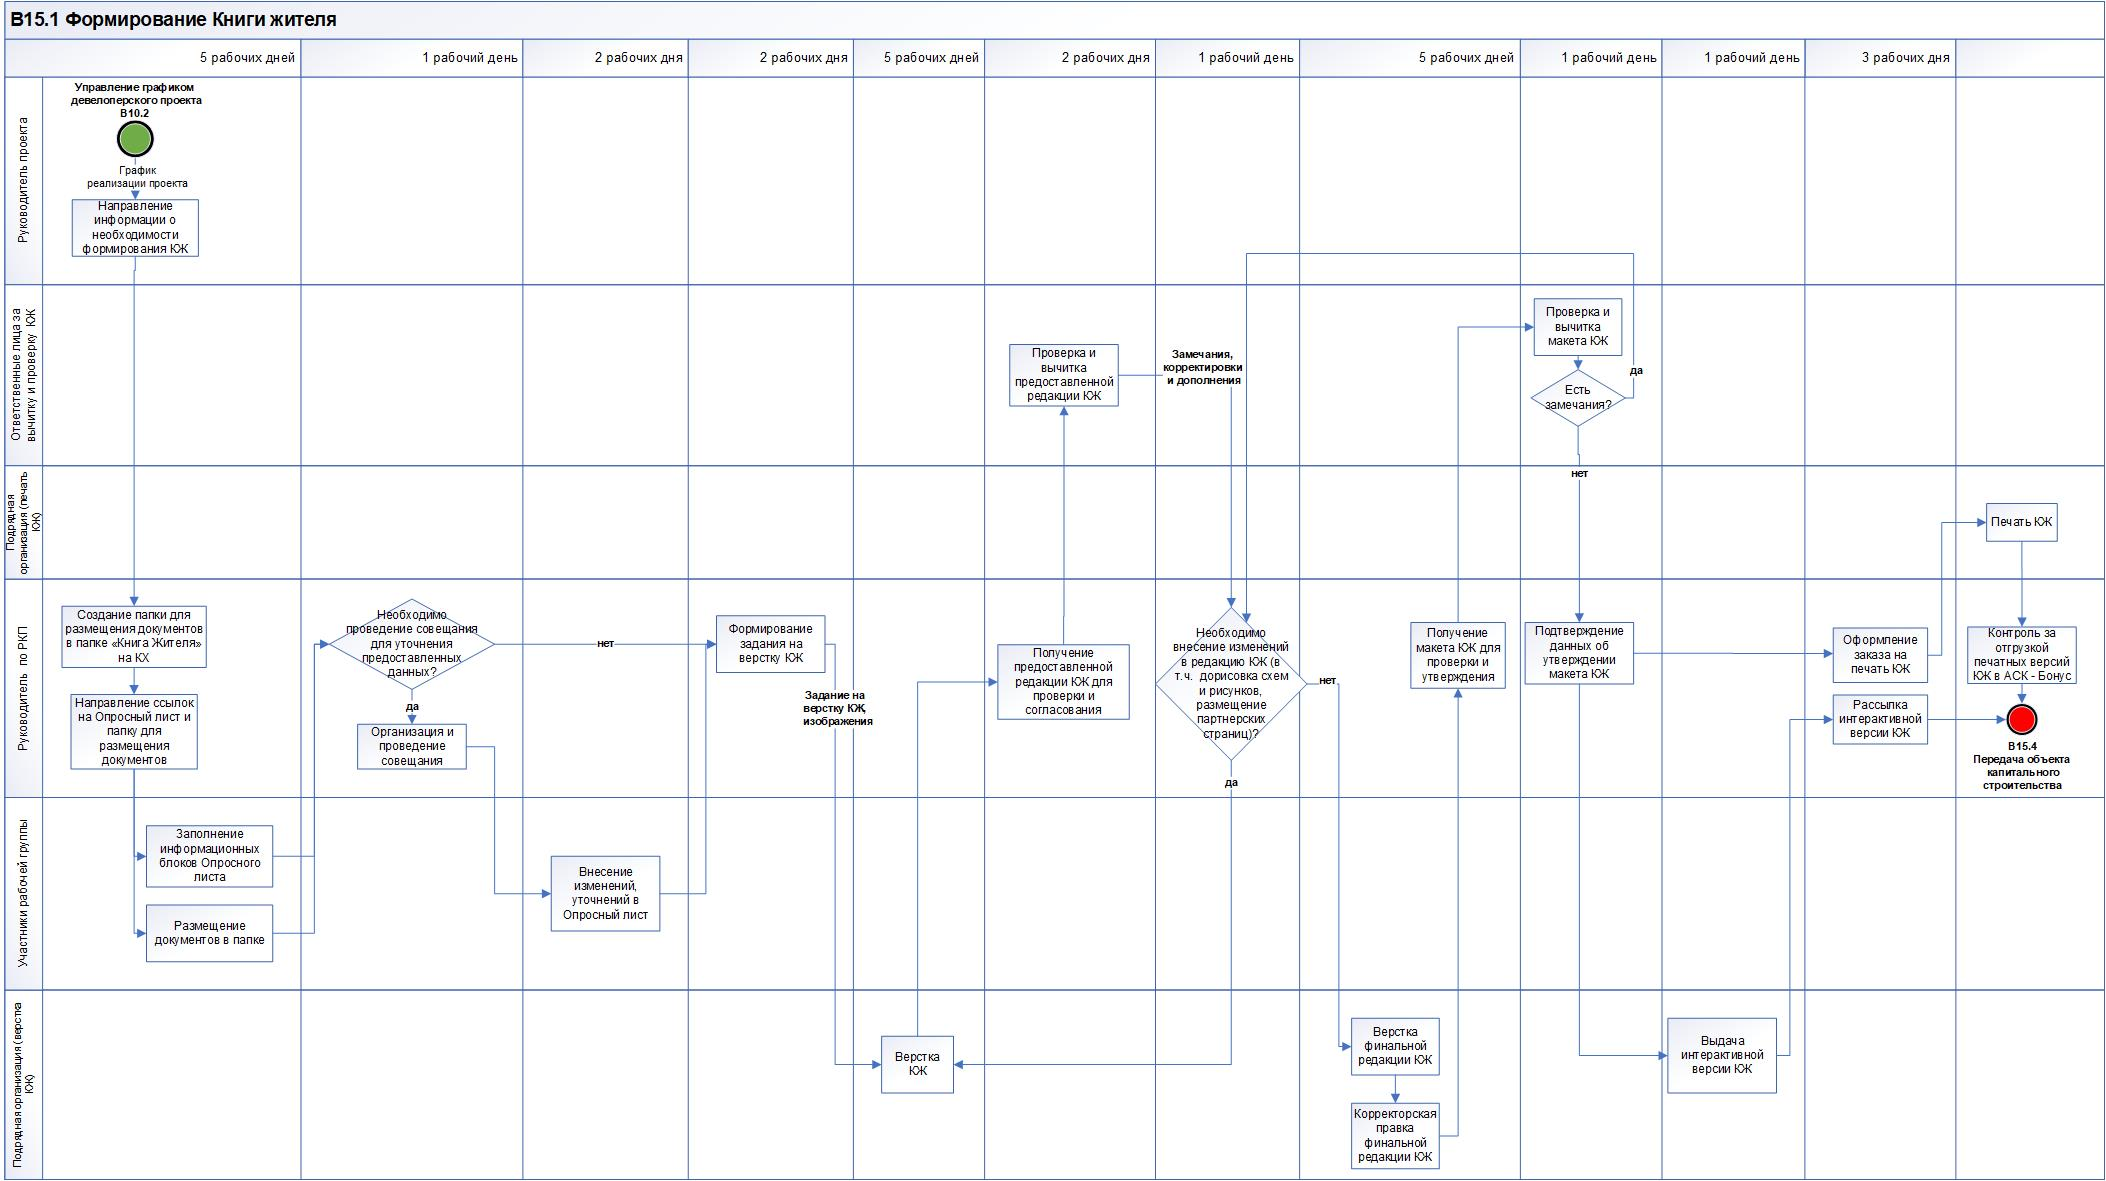 В15.1 Формирование Книги жителя
5 рабочих дней
1 рабочий день
2 рабочих дня
2 рабочих дня
5 рабочих дней
2 рабочих дня
1 рабочий день
5 рабочих дней
1 рабочий день
1 рабочий день
3 рабочих дня
Руководитель проекта
Управление графиком
девелоперского проекта
В10.2
График
реализации проекта
Направление
информации о
необходимости
формирования КЖ
Ответственные лица за
вычитку и проверку КЖ
Проверка и
вычитка
предоставленной
редакции КЖ
Замечания,
корректировки
и дополнения
Проверка и
вычитка
макета КЖ
Есть
замечания?
да
нет
Подрядная
организация (печать
КЖ)
Печать КЖ
Руководитель по РКП
Создание папки для
размещения документов
в папке «Книга Жителя»
на КХ
Направление ссылок
на Опросный лист и
папку для
размещения
документов
Необходимо
проведение совещания
для уточнения
предоставленных
данных?
да
нет
Организация и
проведение
совещания
Формирование
задания на
верстку КЖ
Задание на
верстку КЖ,
изображения
Получение
предоставленной
редакции КЖ для
проверки и
согласования
Необходимо
внесение изменений
в редакцию КЖ (в
т.ч. дорисовка схем
и рисунков,
размещение
партнерских
страниц)?
нет
да
Получение
макета КЖ для
проверки и
утверждения
Подтверждение
данных об
утверждении
макета КЖ
Оформление
заказа на
печать КЖ
Рассылка
интерактивной
версии КЖ
Контроль за
отгрузкой
печатных версий
КЖ в АСК - Бонус
В15.4
Передача объекта
капитального
строительства
Участники рабочей группы
Заполнение
информационных
блоков Опросного
листа
Размещение
документов в папке
Внесение
изменений,
уточнений в
Опросный лист
Подрядная организация (верстка
КЖ)
Верстка
КЖ
Верстка
финальной
редакции КЖ
Корректорская
правка
финальной
редакции КЖ
Выдача
интерактивной
версии КЖ